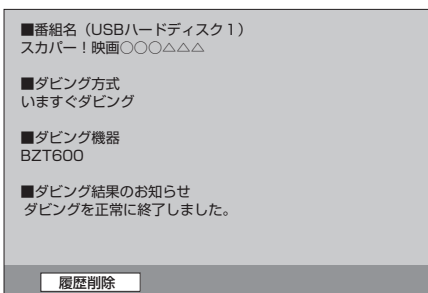 ■番組名（USBハードディスク１）
スカパー！映画○○○△△△
■ダビング方式
いますぐダビング
■ダビング機器
BZT600
■ダビング結果のお知らせ
ダビングを正常に終了しました。
履歴削除